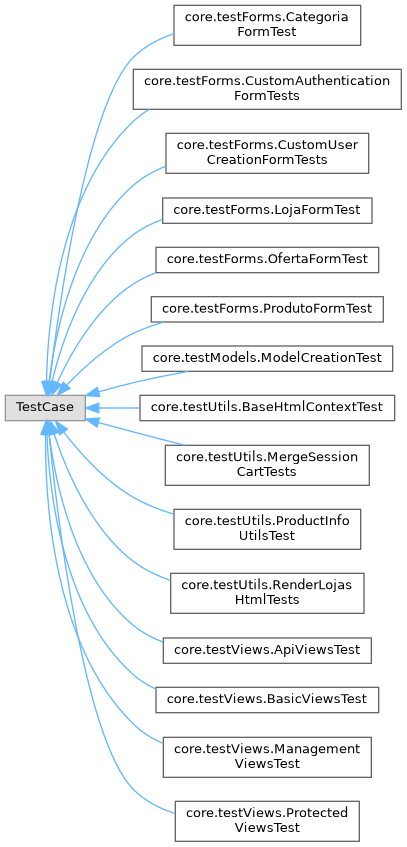 core.testForms.Categoria
FormTest
core.testForms.CustomAuthentication
FormTests
core.testForms.CustomUser
CreationFormTests
core.testForms.LojaFormTest
core.testForms.OfertaFormTest
core.testForms.ProdutoFormTest
core.testModels.ModelCreationTest
TestCase
core.testUtils.BaseHtmlContextTest
core.testUtils.MergeSession
CartTests
core.testUtils.ProductInfo
UtilsTest
core.testUtils.RenderLojas
HtmlTests
core.testViews.ApiViewsTest
core.testViews.BasicViewsTest
core.testViews.Management
ViewsTest
core.testViews.Protected
ViewsTest